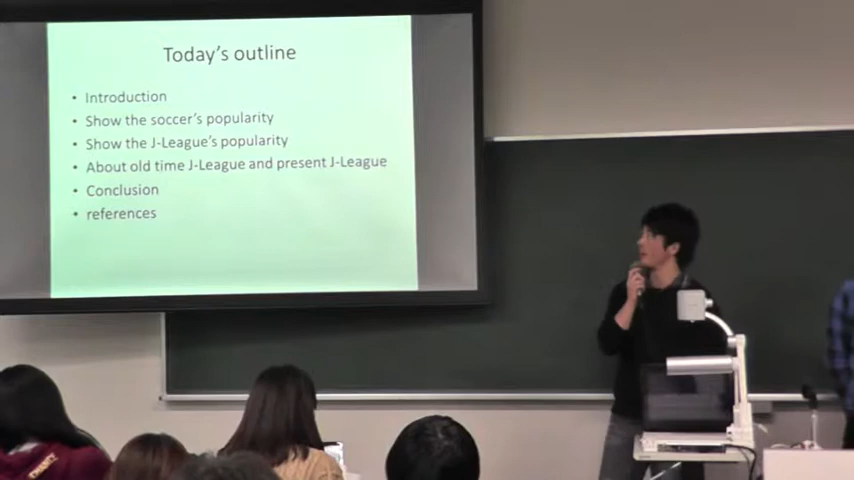 Today's outline
• Introduction
• Show the soccer's popularity
• Show the J-League's popularity
• About old time J-League and present J-League
• Conclusion
• references